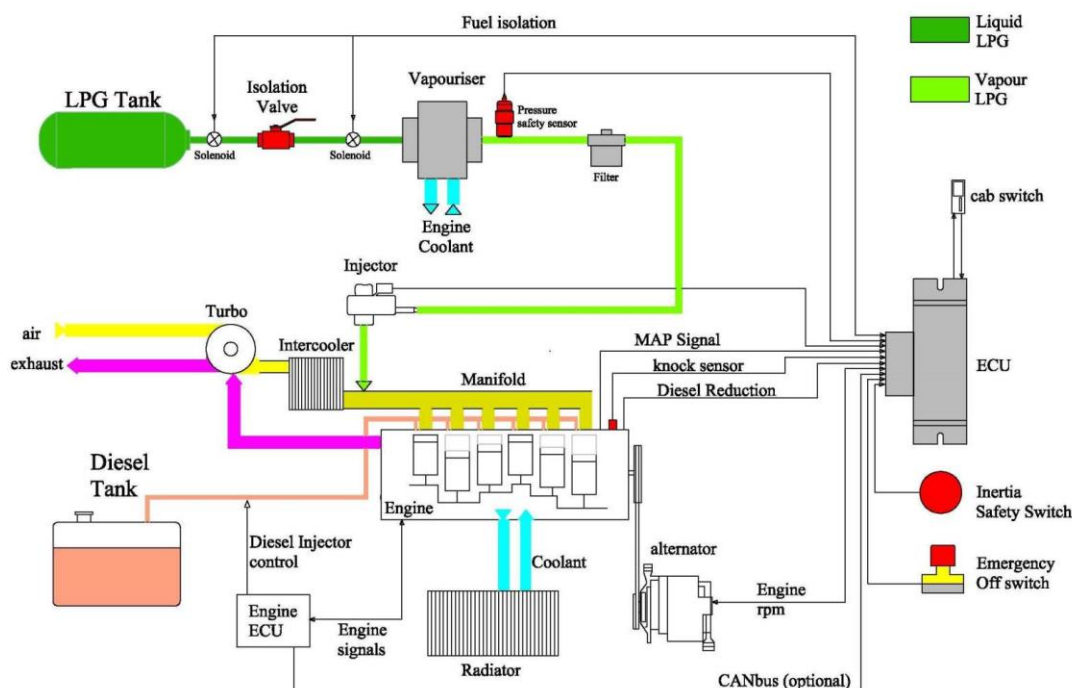 Fuel isolation
Liquid
LPG
Vapour
LPG
LPG Tank
Isolation
Valve
Vapouriser
Pressure
safety sensor
Solenoid
Solenoid
Filter
Engine
Coolant
cab switch
Injector
Turbo
air
exhaust
Intercooler
Manifold
MAP Signal
knock sensor
Diesel Reduction
ECU
Diesel
Tank
Engine
Inertia
Safety Switch
Diesel Injector
control
Coolant
alternator
Emergency
Off switch
Engine
rpm
Engine
ECU
Engine
signals
Radiator
CANbus (optional)